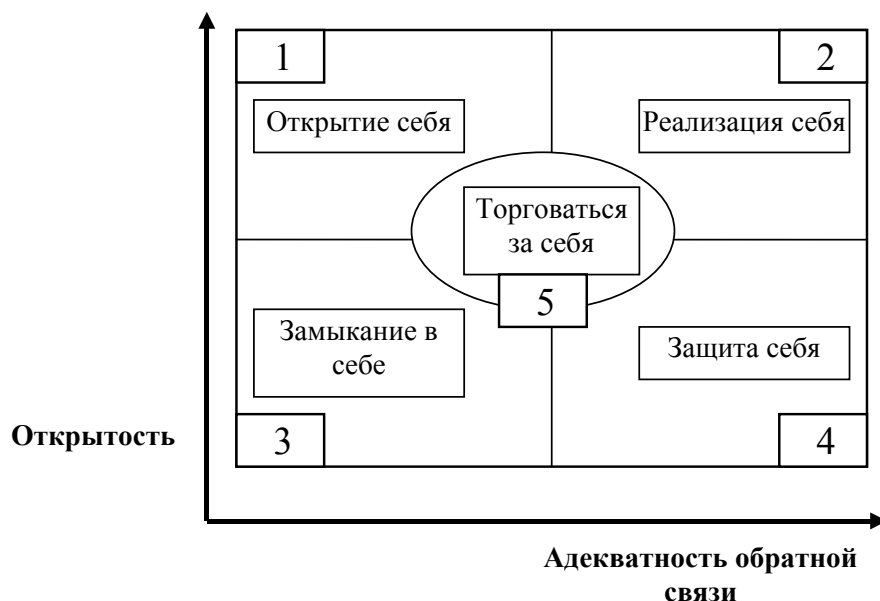 1
2
Открытие себя
Реализация себя
Торговаться
за себя
5
Замыкание в
себе
Защита себя
Открытость
3
4
Адекватность обратной
связи